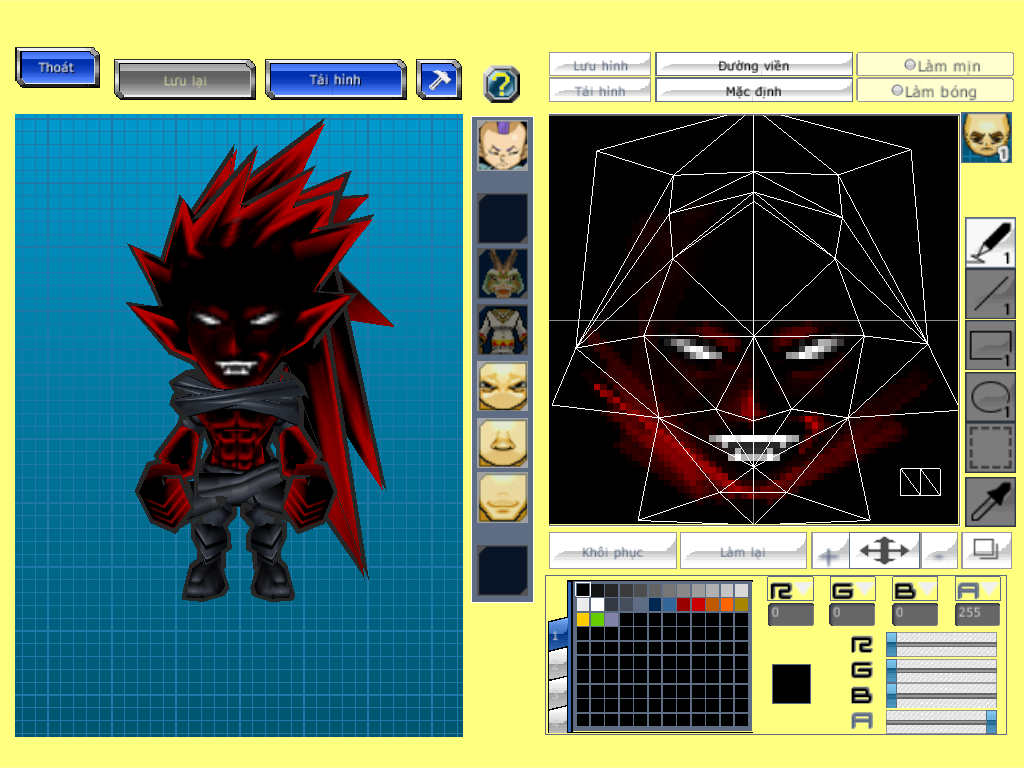 Thoát
Lưu lại
Tải hình
?
Lưu hình
Đường viền
Làm mịn
Tải hình
Mặc định
Làm bóng
1
1
1
1
1
Khôi phục
Làm lại
+
-
R G B A
0 0 0 255
1
R
G
B
A